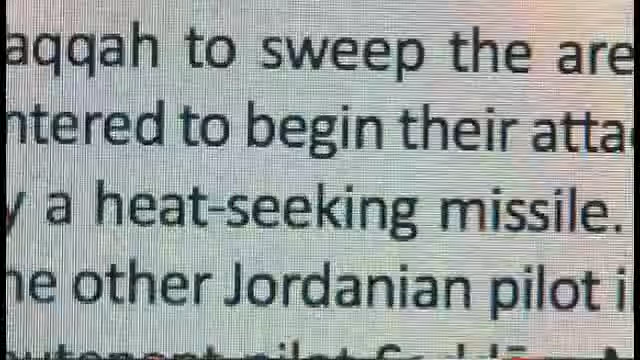 aqqah to sweep the are
ntered to begin their atta
y a heat-seeking missile.
he other Jordanian pilot i